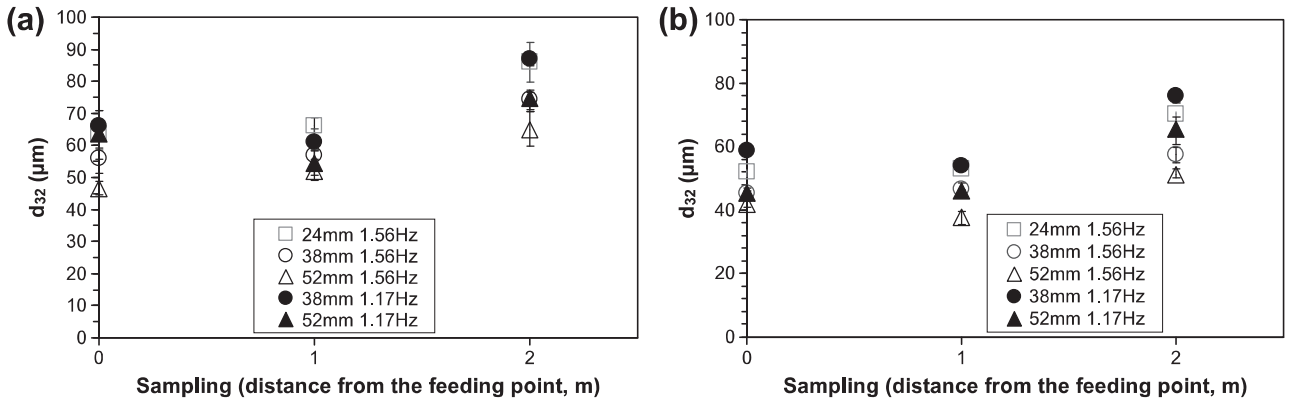 (a)
100
90
80
70
60
50
40
30
20
10
0
d32 (µm)
24mm 1.56Hz
38mm 1.56Hz
52mm 1.56Hz
38mm 1.17Hz
52mm 1.17Hz
0 1 2
Sampling (distance from the feeding point, m)
(b)
100
80
60
40
20
0
d32 (µm)
24mm 1.56Hz
38mm 1.56Hz
52mm 1.56Hz
38mm 1.17Hz
52mm 1.17Hz
0 1 2
Sampling (distance from the feeding point, m)